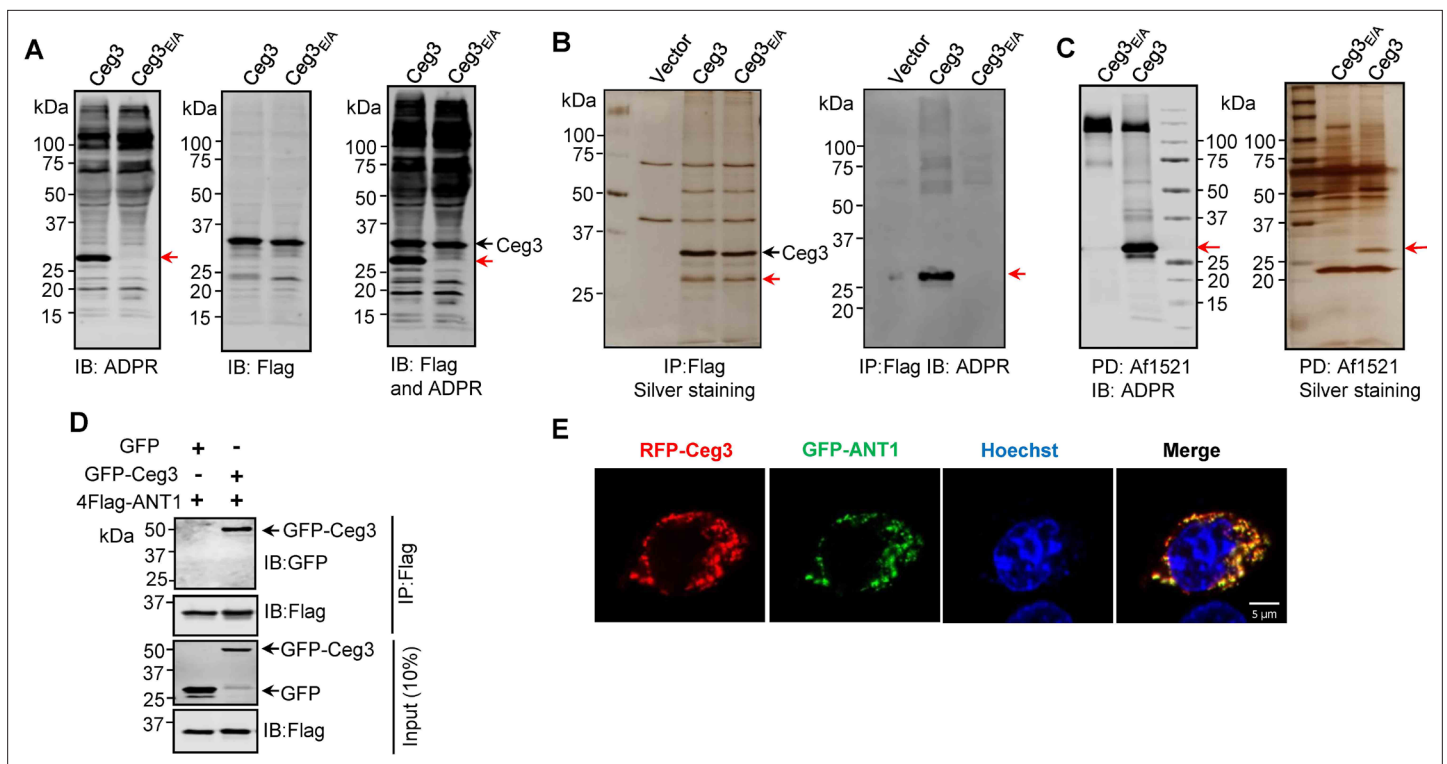 A
Ceg3
Ceg3E/A
kDa
100
75
50
37
25
20
15
IB: ADPR
Ceg3
Ceg3E/A
kDa
100
75
50
37
25
20
15
IB: Flag
Ceg3
Ceg3E/A
kDa
100
75
50
37
25
20
15
Ceg3
IB: Flag
and ADPR
B
Vector
Ceg3
Ceg3E/A
kDa
100
75
50
37
25
Ceg3
IP:Flag
Silver staining
Vector
Ceg3
Ceg3E/A
kDa
100
75
50
37
25
20
IP:Flag IB: ADPR
C
Ceg3E/A
Ceg3
kDa
100
75
50
37
25
20
15
PD: Af1521
IB: ADPR
Ceg3E/A
Ceg3
kDa
100
75
50
37
25
20
PD: Af1521
Silver staining
D
GFP + -
GFP-Ceg3 - +
4Flag-ANT1 + +
kDa
50
37
25
GFP-Ceg3
IB:GFP
37
IB:Flag
IP:Flag
50
37
25
GFP-Ceg3
GFP
37
IB:Flag
Input (10%)
E
RFP-Ceg3 GFP-ANT1 Hoechst Merge
5 µm